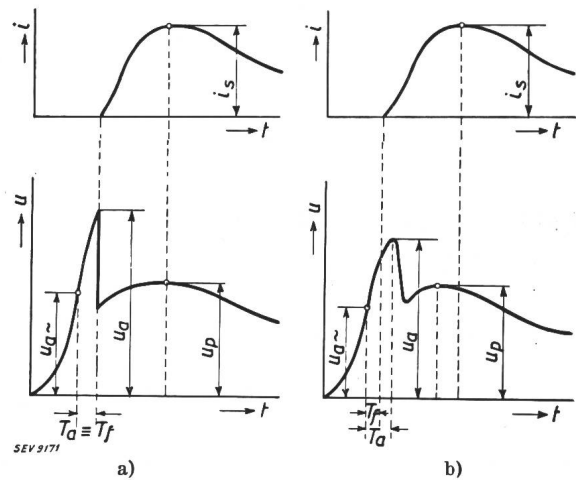 i
i
i_s
i_s
t
t
u
u
u_a~
u_a
u_p
u_a~
u_a
u_p
t
t
T_a ≡ T_f
T_f
T_a
SEV 9171
a)
b)